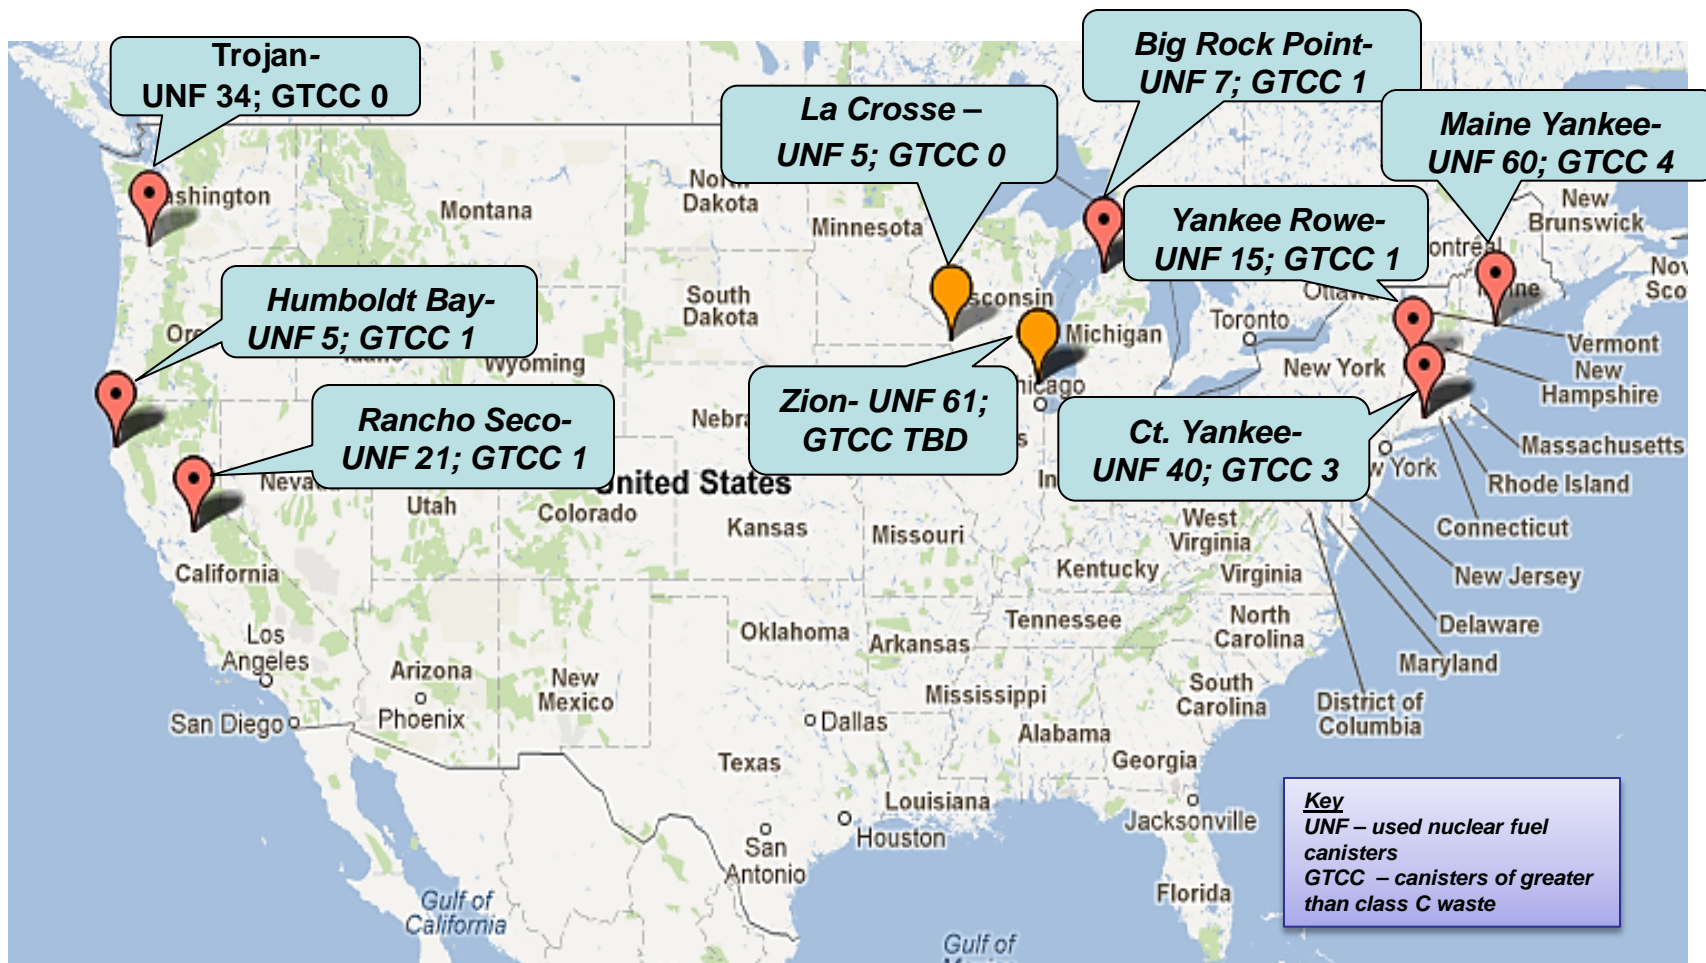 Trojan-
UNF 34; GTCC 0
Big Rock Point-
UNF 7; GTCC 1
La Crosse –
UNF 5; GTCC 0
Maine Yankee-
UNF 60; GTCC 4
Yankee Rowe-
UNF 15; GTCC 1
Humboldt Bay-
UNF 5; GTCC 1
Rancho Seco-
UNF 21; GTCC 1
Zion- UNF 61;
GTCC TBD
Ct. Yankee-
UNF 40; GTCC 3
Montana
North
Dakota
Minnesota
South
Dakota
Wyoming
Michigan
Toronto
New
Brunswick
Vermont
New
Hampshire
New York
Massachusetts
Rhode Island
Connecticut
New Jersey
Delaware
Maryland
District of
Columbia
United States
Utah
Colorado
Kansas
Missouri
West
Virginia
Kentucky
Virginia
California
Los
Angeles
San Diego
Arizona
Phoenix
New
Mexico
Oklahoma
Arkansas
Tennessee
North
Carolina
South
Carolina
Mississippi
Alabama
Georgia
Dallas
Texas
Louisiana
Houston
San
Antonio
Jacksonville
Florida
Gulf of
California
Gulf of
Key
UNF – used nuclear fuel
canisters
GTCC – canisters of greater
than class C waste